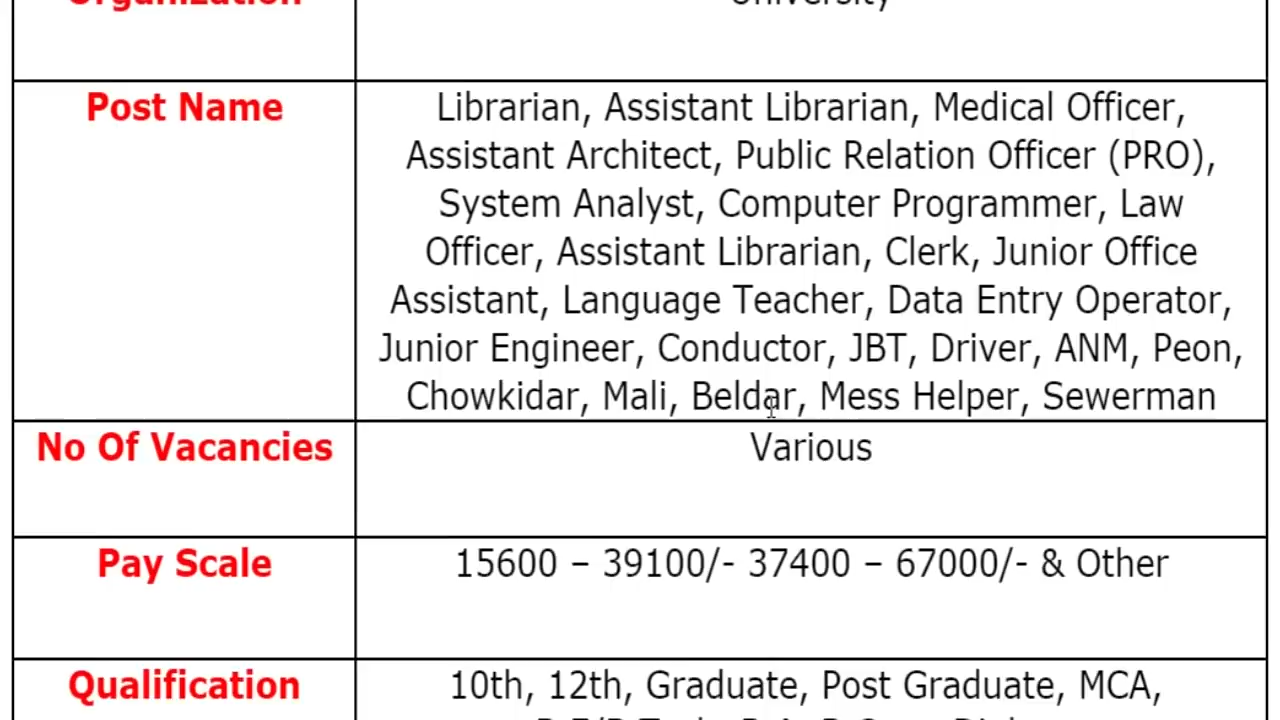 Organization
University
Post Name
Librarian, Assistant Librarian, Medical Officer,
Assistant Architect, Public Relation Officer (PRO),
System Analyst, Computer Programmer, Law
Officer, Assistant Librarian, Clerk, Junior Office
Assistant, Language Teacher, Data Entry Operator,
Junior Engineer, Conductor, JBT, Driver, ANM, Peon,
Chowkidar, Mali, Beldar, Mess Helper, Sewerman
No Of Vacancies
Various
Pay Scale
15600 – 39100/- 37400 – 67000/- & Other
Qualification
10th, 12th, Graduate, Post Graduate, MCA,